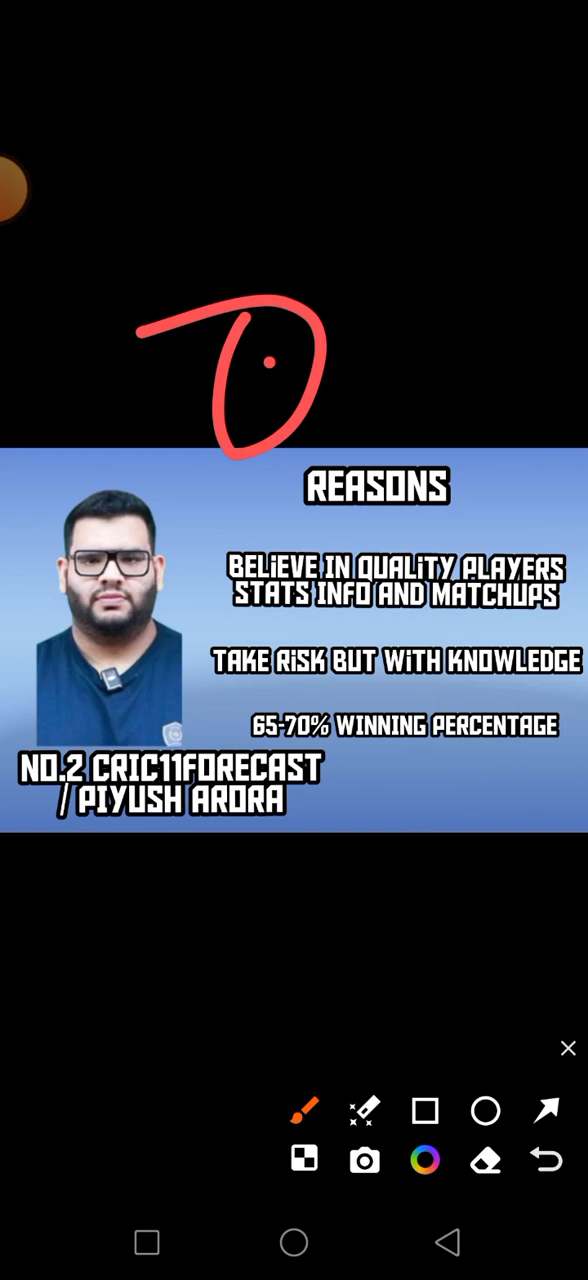 REASONS
BELIEVE IN QUALITY PLAYERS
STATS INFO AND MATCHUPS
TAKE RISK BUT WITH KNOWLEDGE
65-70% WINNING PERCENTAGE
NO.2 CRIC11FORECAST
/ PIYUSH ARORA